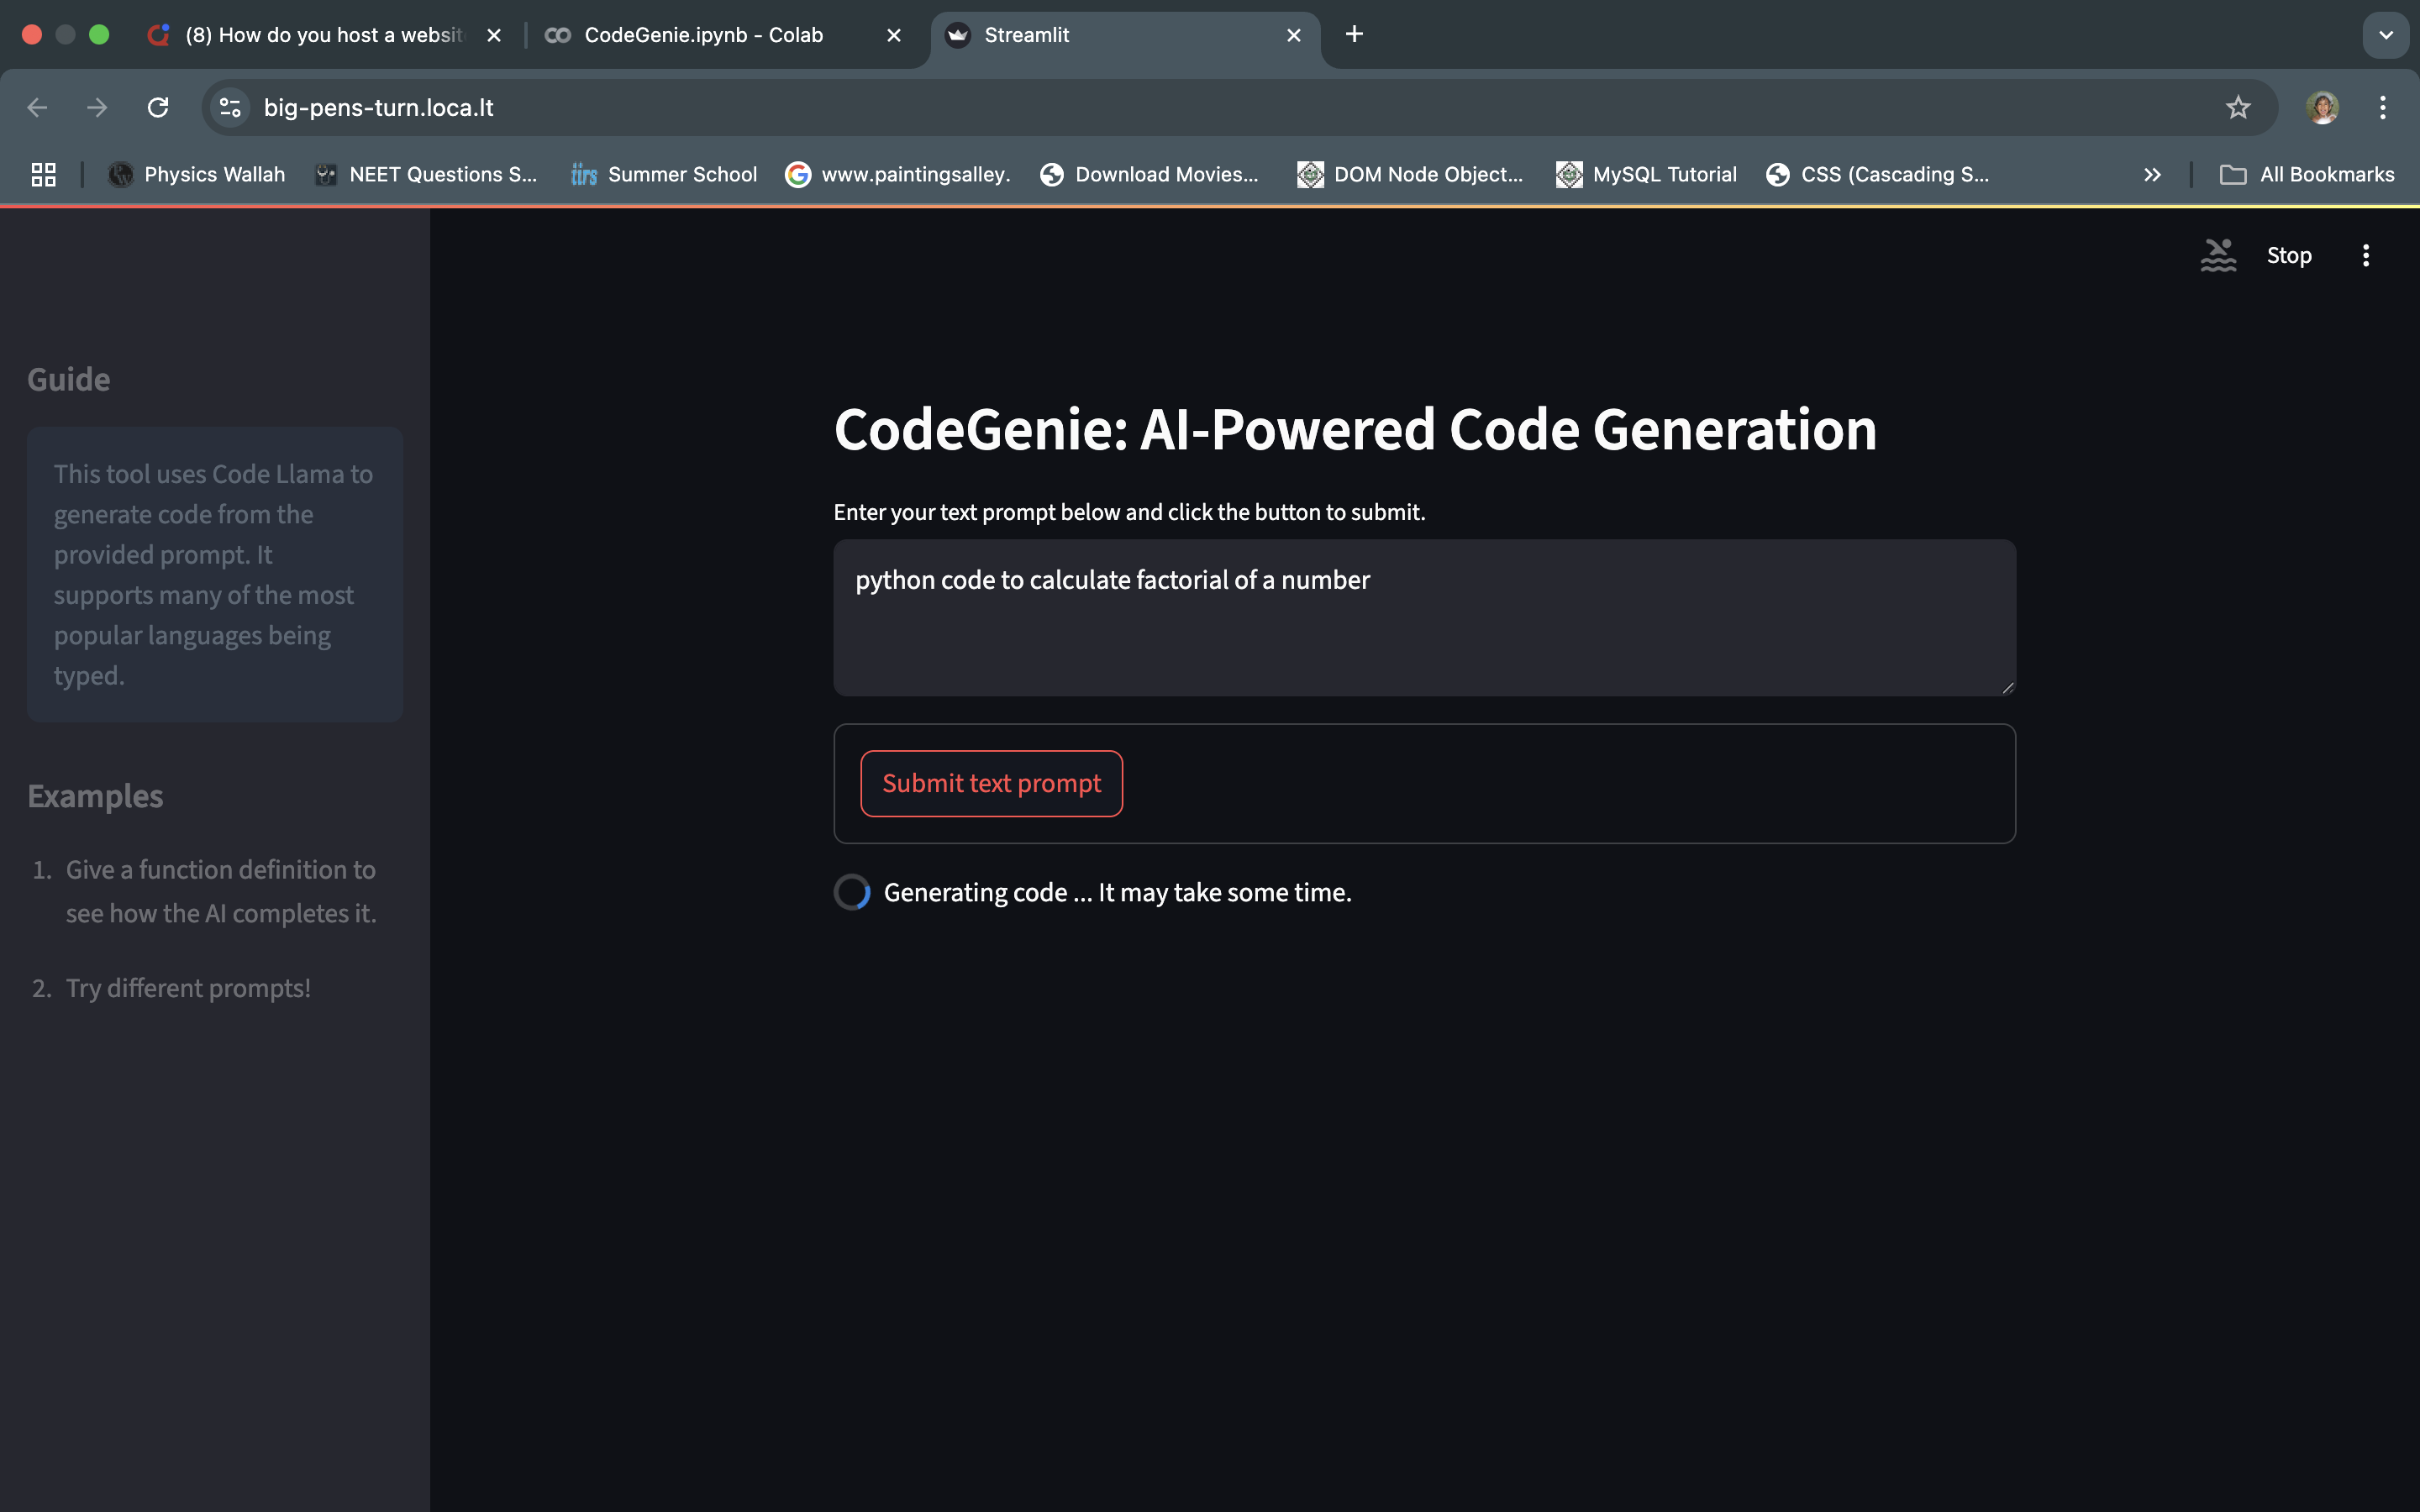 (8) How do you host a websit
CodeGenie.ipynb - Colab
Streamlit
big-pens-turn.loca.lt
Physics Wallah
NEET Questions S...
Summer School
www.paintingsalley.
Download Movies...
DOM Node Object...
MySQL Tutorial
CSS (Cascading S...
All Bookmarks
Stop
Guide
This tool uses Code Llama to
generate code from the
provided prompt. It
supports many of the most
popular languages being
typed.
Examples
1. Give a function definition to
see how the AI completes it.
2. Try different prompts!
CodeGenie: AI-Powered Code Generation
Enter your text prompt below and click the button to submit.
python code to calculate factorial of a number
Submit text prompt
Generating code ... It may take some time.